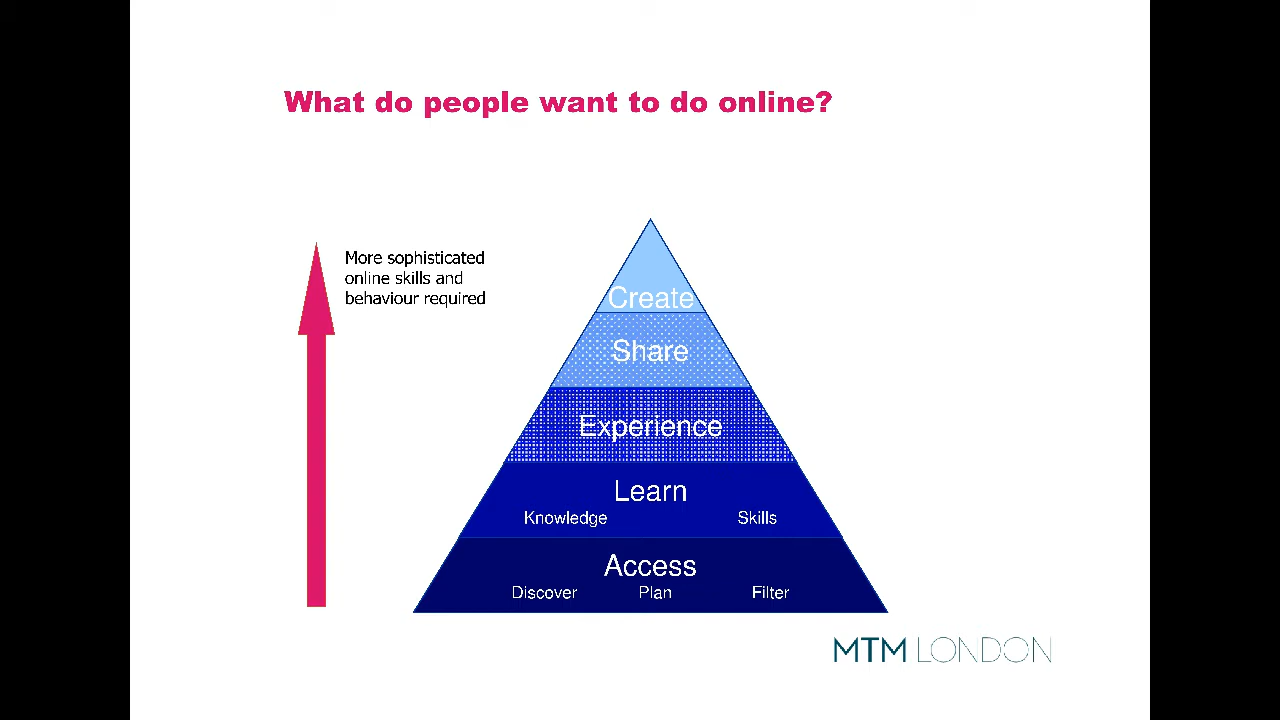 What do people want to do online?
More sophisticated
online skills and
behaviour required
Create
Share
Experience
Learn
Knowledge Skills
Access
Discover Plan Filter
MTM LONDON